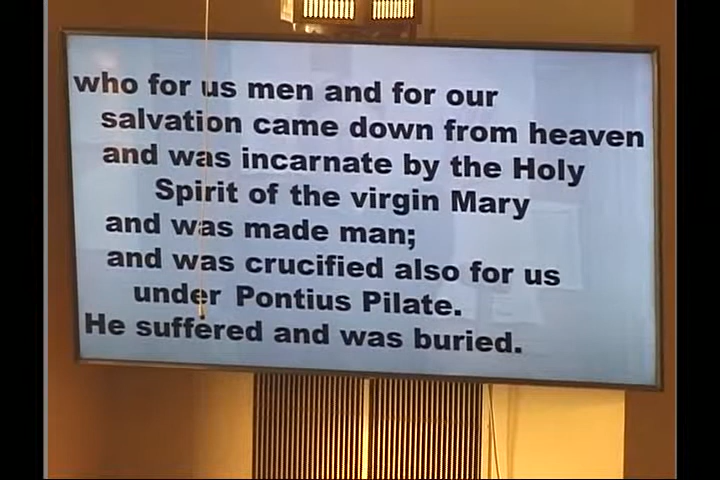 who for us men and for our
salvation came down from heaven
and was incarnate by the Holy
Spirit of the virgin Mary
and was made man;
and was crucified also for us
under Pontius Pilate.
He suffered and was buried.